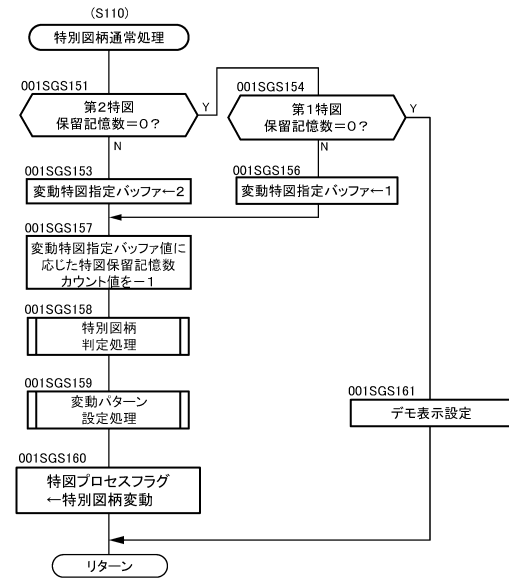 (S110)
特別図柄通常処理
001SGS151
第2特図
保留記憶数=0?
Y
N
001SGS154
第1特図
保留記憶数=0?
Y
N
001SGS153
変動特図指定バッファ←2
001SGS156
変動特図指定バッファ←1
001SGS157
変動特図指定バッファ値に
応じた特図保留記憶数
カウント値を-1
001SGS158
特別図柄
判定処理
001SGS159
変動パターン
設定処理
001SGS161
デモ表示設定
001SGS160
特図プロセスフラグ
←特別図柄変動
リターン